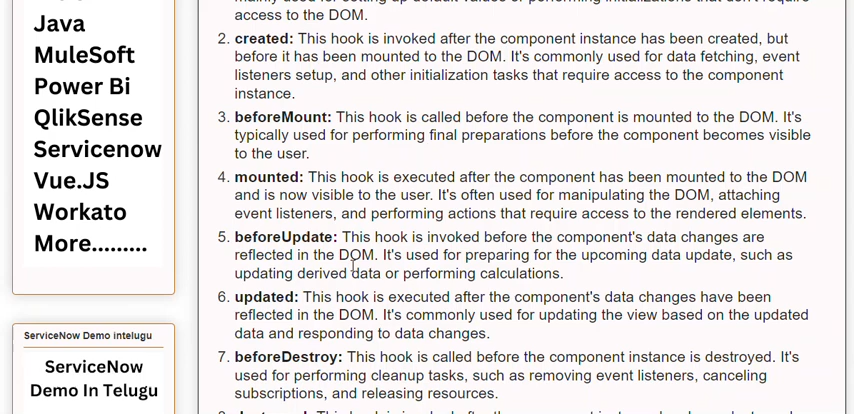 Java
MuleSoft
Power Bi
QlikSense
Servicenow
Vue.JS
Workato
More.........
ServiceNow Demo intelugu
ServiceNow
Demo In Telugu
access to the DOM.
2. created: This hook is invoked after the component instance has been created, but
before it has been mounted to the DOM. It's commonly used for data fetching, event
listeners setup, and other initialization tasks that require access to the component
instance.
3. beforeMount: This hook is called before the component is mounted to the DOM. It's
typically used for performing final preparations before the component becomes visible
to the user.
4. mounted: This hook is executed after the component has been mounted to the DOM
and is now visible to the user. It's often used for manipulating the DOM, attaching
event listeners, and performing actions that require access to the rendered elements.
5. beforeUpdate: This hook is invoked before the component's data changes are
reflected in the DOM. It's used for preparing for the upcoming data update, such as
updating derived data or performing calculations.
6. updated: This hook is executed after the component's data changes have been
reflected in the DOM. It's commonly used for updating the view based on the updated
data and responding to data changes.
7. beforeDestroy: This hook is called before the component instance is destroyed. It's
used for performing cleanup tasks, such as removing event listeners, canceling
subscriptions, and releasing resources.